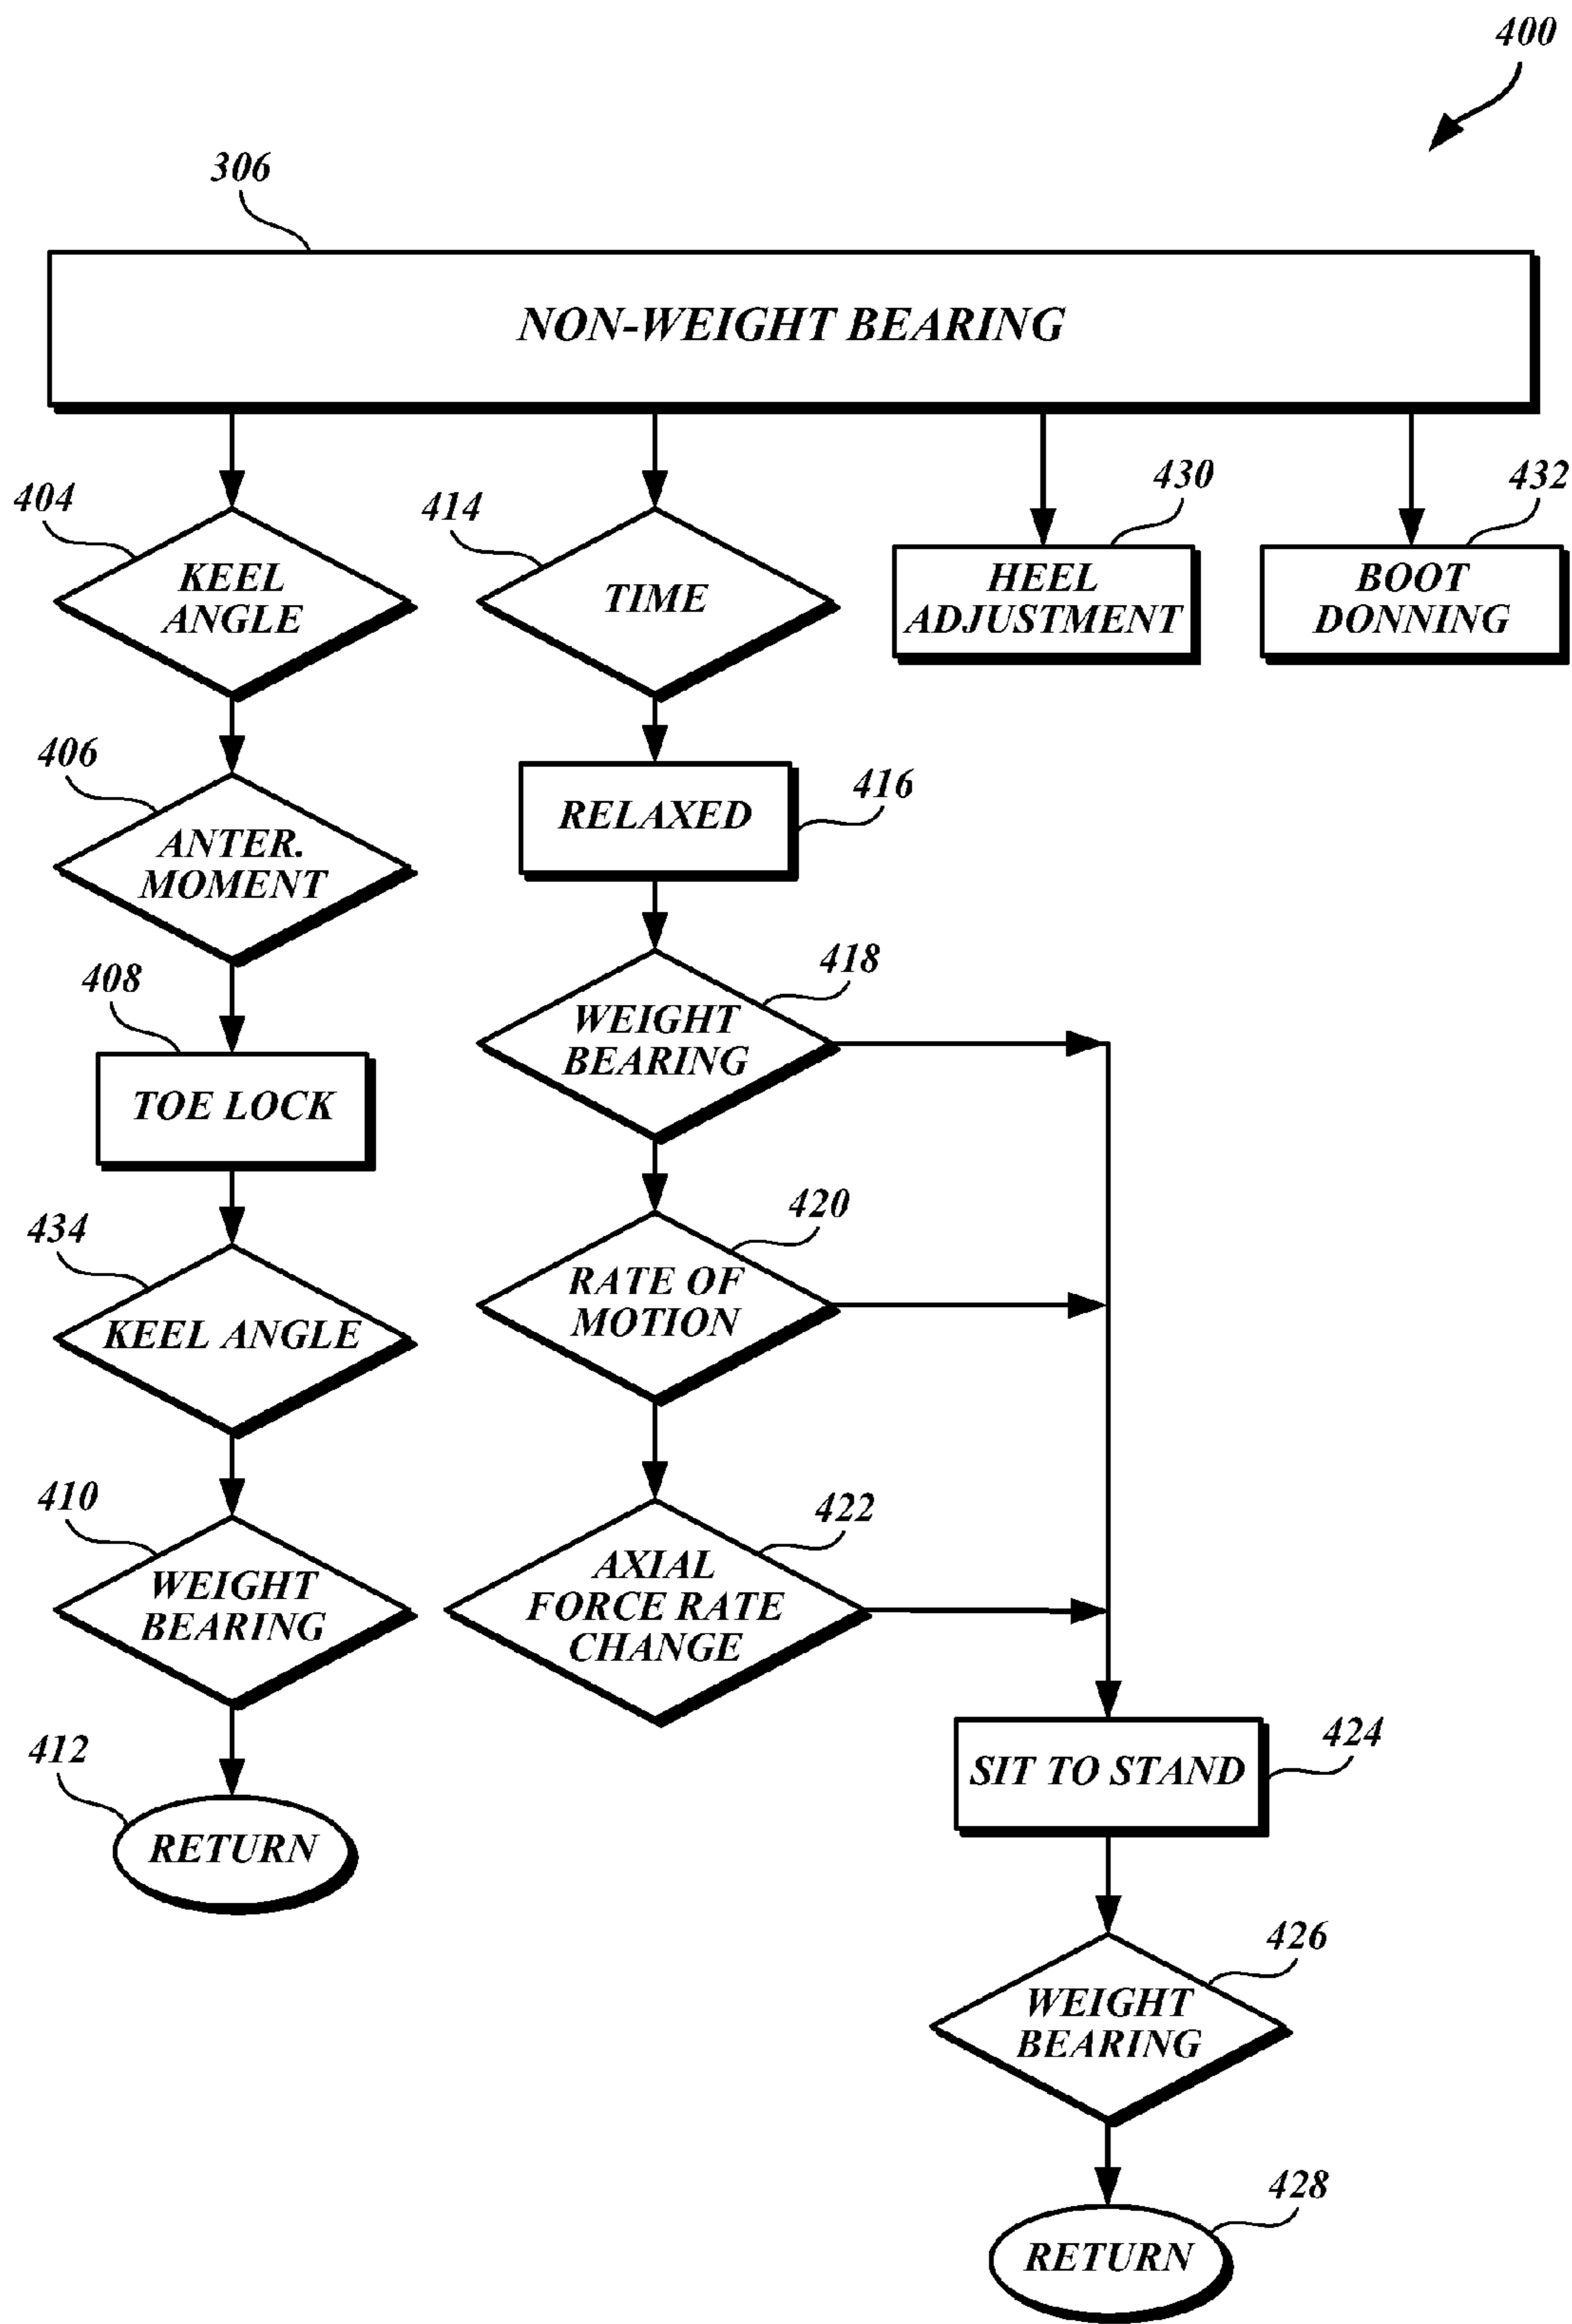 400
306
NON-WEIGHT BEARING
404
KEEL
ANGLE
414
TIME
430
HEEL
ADJUSTMENT
432
BOOT
DONNING
406
ANTER.
MOMENT
RELAXED
416
408
TOE LOCK
418
WEIGHT
BEARING
434
KEEL ANGLE
420
RATE OF
MOTION
410
WEIGHT
BEARING
422
AXIAL
FORCE RATE
CHANGE
412
RETURN
SIT TO STAND
424
426
WEIGHT
BEARING
428
RETURN